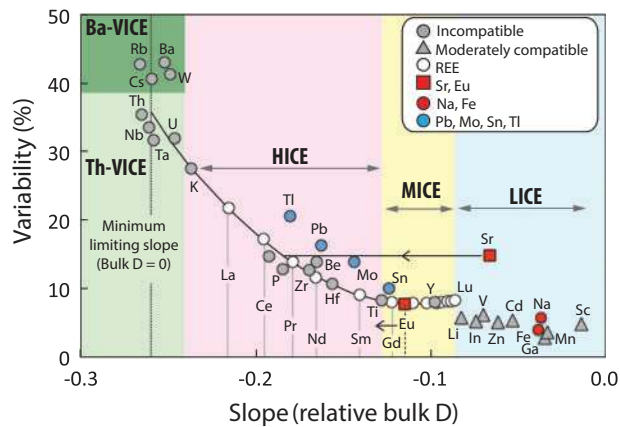 Ba-VICE
Rb
Ba
Cs
W
Th
Nb
Ta
U
Th-VICE
K
HICE
MICE
LICE
Incompatible
Moderately compatible
REE
Sr, Eu
Na, Fe
Pb, Mo, Sn, Tl
Minimum
limiting slope
(Bulk D = 0)
Tl
Pb
Sr
La
P
Zr
Be
Hf
Mo
Sn
Y
Lu
Ce
Pr
Nd
Sm
Ti
Eu
Gd
Li
In
V
Zn
Cd
Na
Fe
Ga
Mn
Sc
50
40
30
20
10
0
Variability (%)
-0.3
-0.2
-0.1
0.0
Slope (relative bulk D)